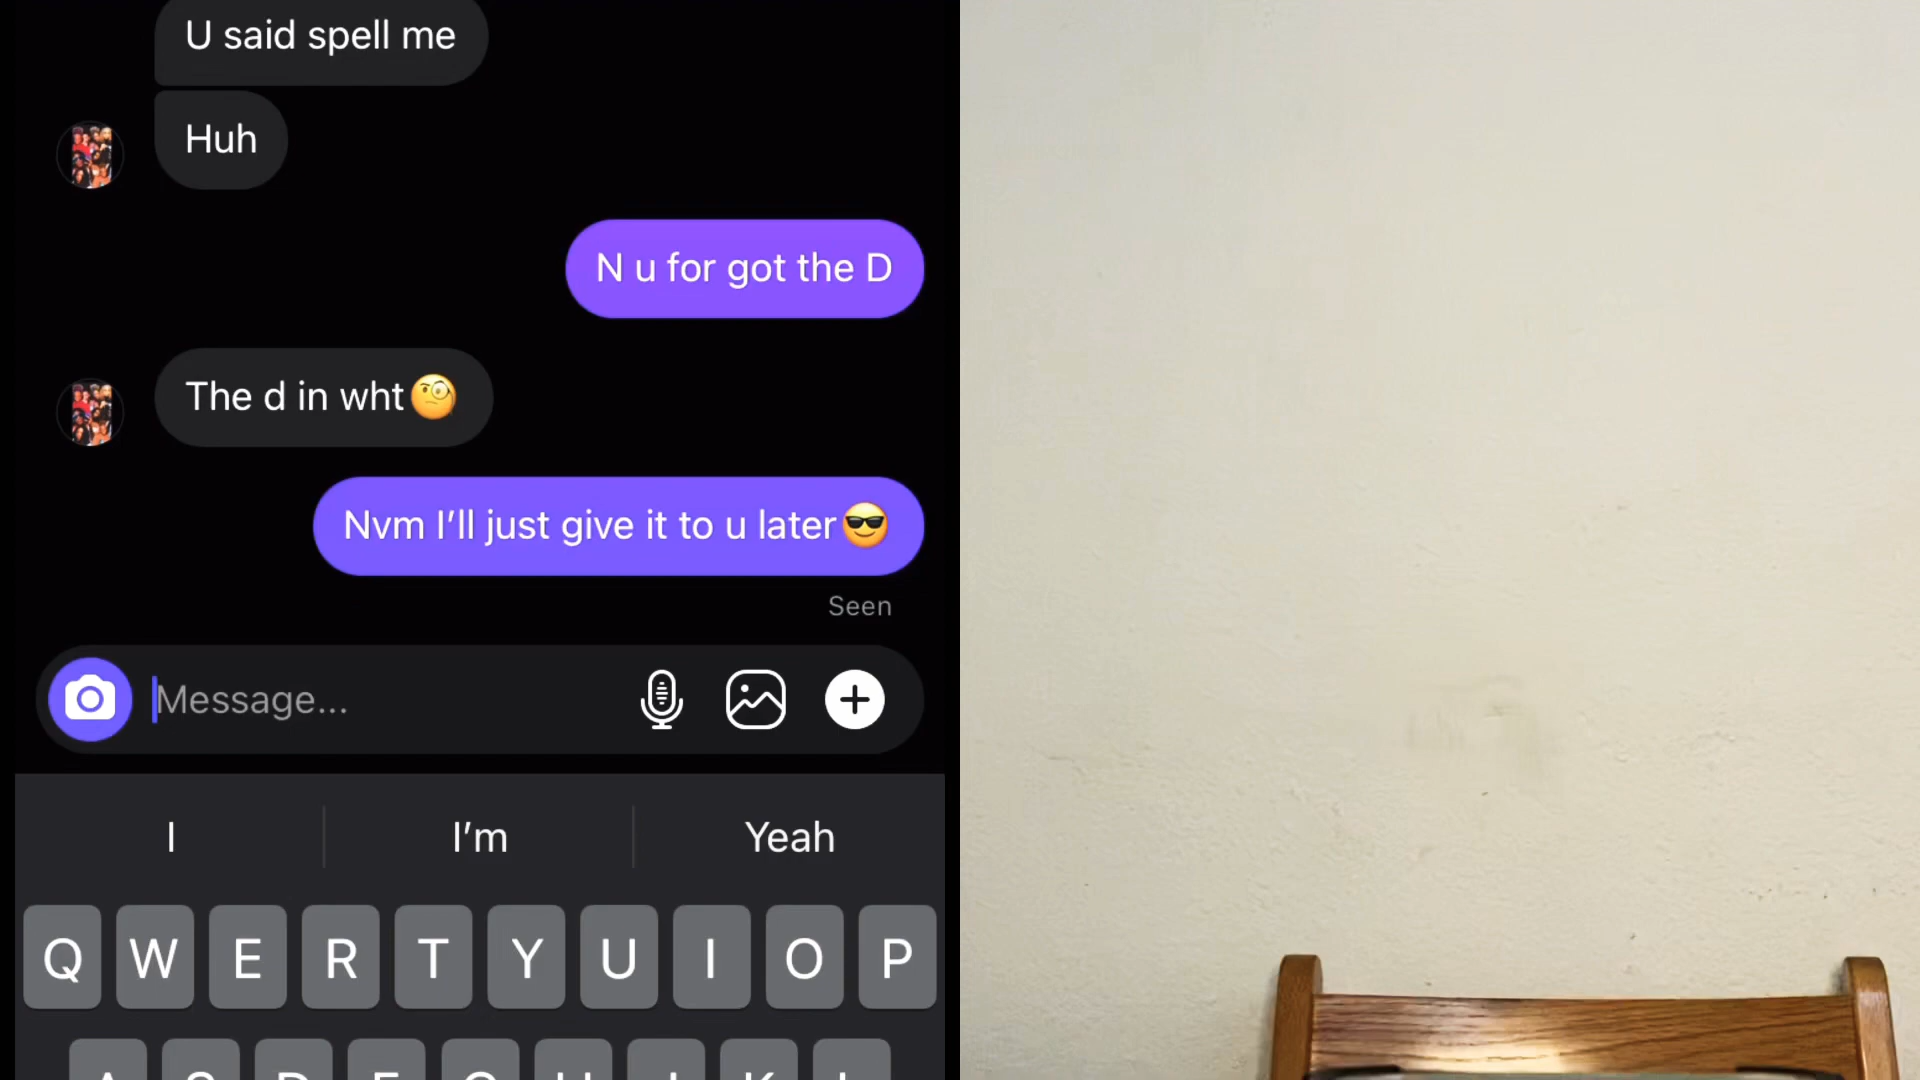 U said spell me
Huh
N u for got the D
The d in wht🧐
Nvm I’ll just give it to u later😎
Seen
Message...
I I’m Yeah
Q W E R T Y U I O P